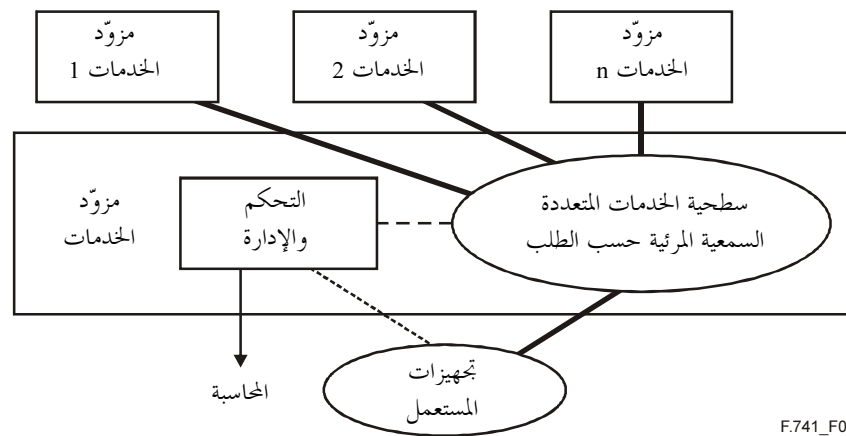 مزوّد
الخدمات 1
مزوّد
الخدمات 2
مزوّد
الخدمات n
مزوّد
الخدمات
التحكم
والإدارة
سطحية الخدمات المتعددة
السمعية المرئية حسب الطلب
المحاسبة
تجهيزات
المستعمل
F.741_F0